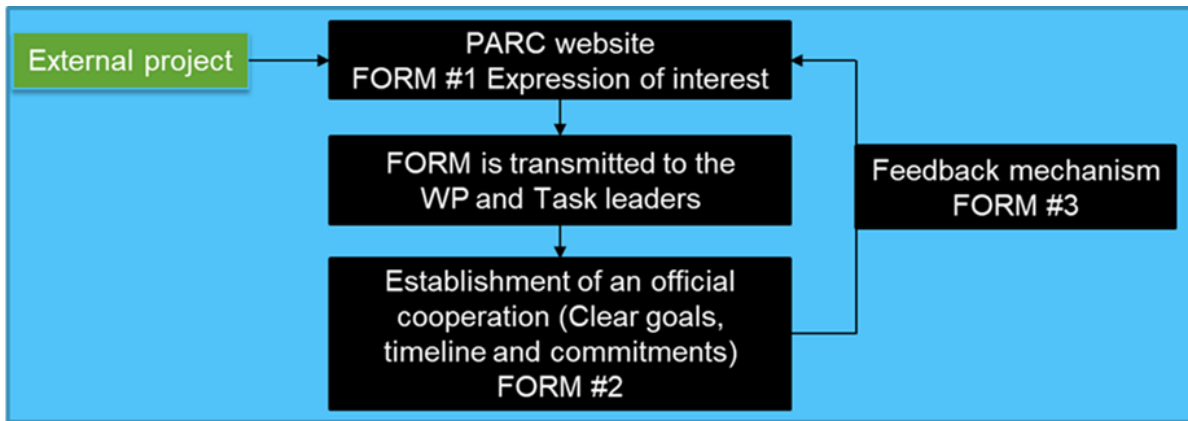 External project
PARC website
FORM #1 Expression of interest
FORM is transmitted to the
WP and Task leaders
Establishment of an official
cooperation (Clear goals,
timeline and commitments)
FORM #2
Feedback mechanism
FORM #3